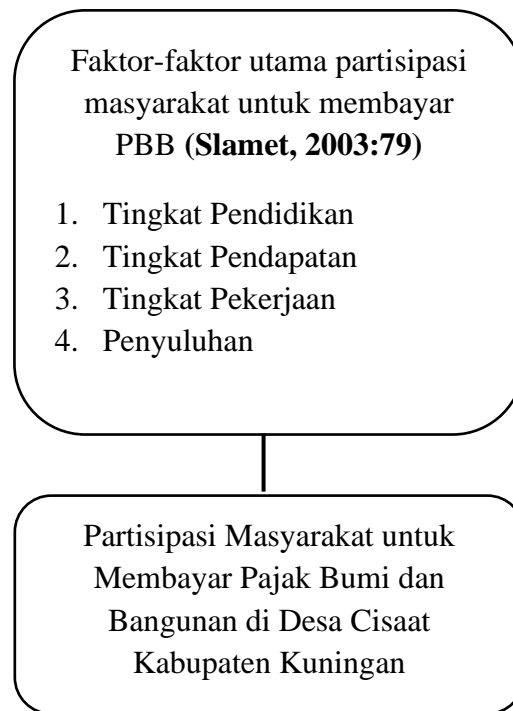 Faktor-faktor utama partisipasi
masyarakat untuk membayar
PBB (Slamet, 2003:79)
1. Tingkat Pendidikan
2. Tingkat Pendapatan
3. Tingkat Pekerjaan
4. Penyuluhan
Partisipasi Masyarakat untuk
Membayar Pajak Bumi dan
Bangunan di Desa Cisaat
Kabupaten Kuningan